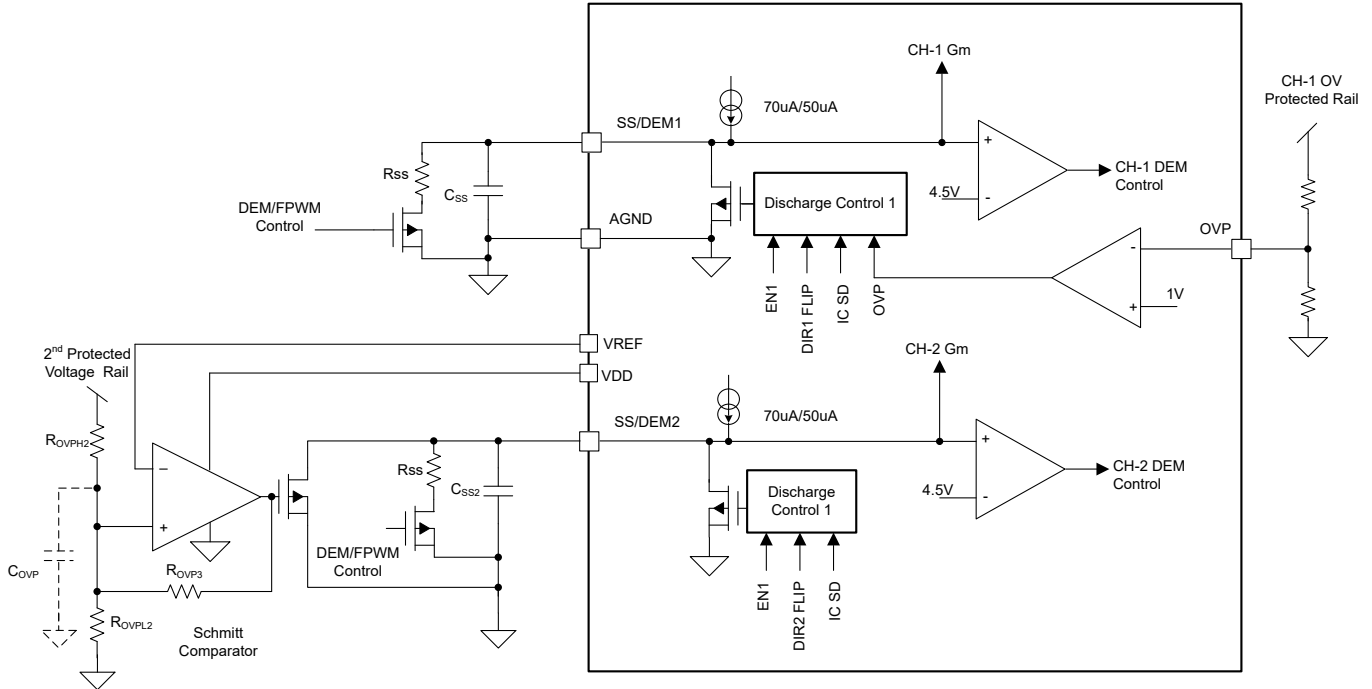 CH-1 Gm
CH-1 OV
Protected Rail
70uA/50uA
SS/DEM1
+
4.5V
-
CH-1 DEM
Control
Rss
CSS
DEM/FPWM
Control
Discharge Control 1
AGND
EN1
DIR1 FLIP
IC SD
OVP
OVP
-
+
1V
VREF
VDD
2nd Protected
Voltage Rail
CH-2 Gm
70uA/50uA
SS/DEM2
+
4.5V
-
CH-2 DEM
Control
ROVPH2
–
+
Rss
CSS2
DEM/FPWM
Control
Discharge
Control 1
EN1
DIR2 FLIP
IC SD
COVP
ROVP3
ROVPL2
Schmitt
Comparator